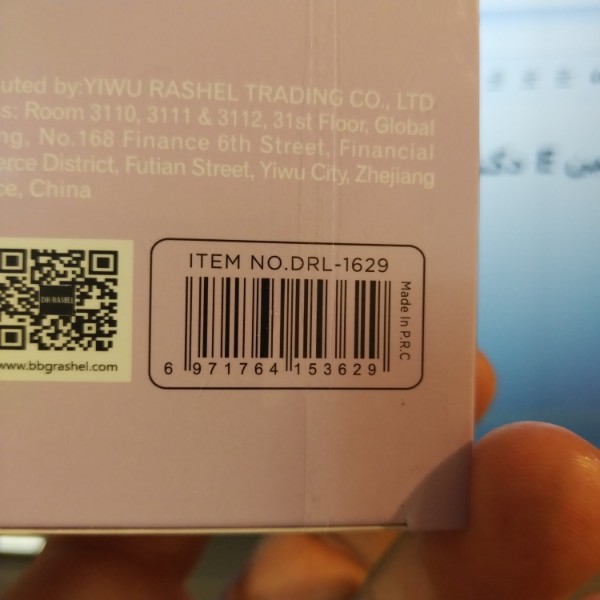 uted by:YIWU RASHEL TRADING CO., LTD
s: Room 3110, 3111 & 3112, 31st Floor, Global
ng, No.168 Finance 6th Street, Financial
erce District, Futian Street, Yiwu City, Zhejiang
ce, China
ITEM NO.DRL-1629
Made In P.R.C
6 971764 153629
DR·RASHEL
www.bbgrashel.com